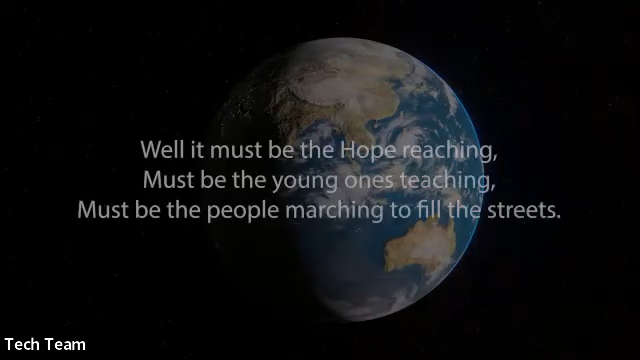 Well it must be the Hope reaching,
Must be the young ones teaching,
Must be the people marching to fill the streets.
Tech Team